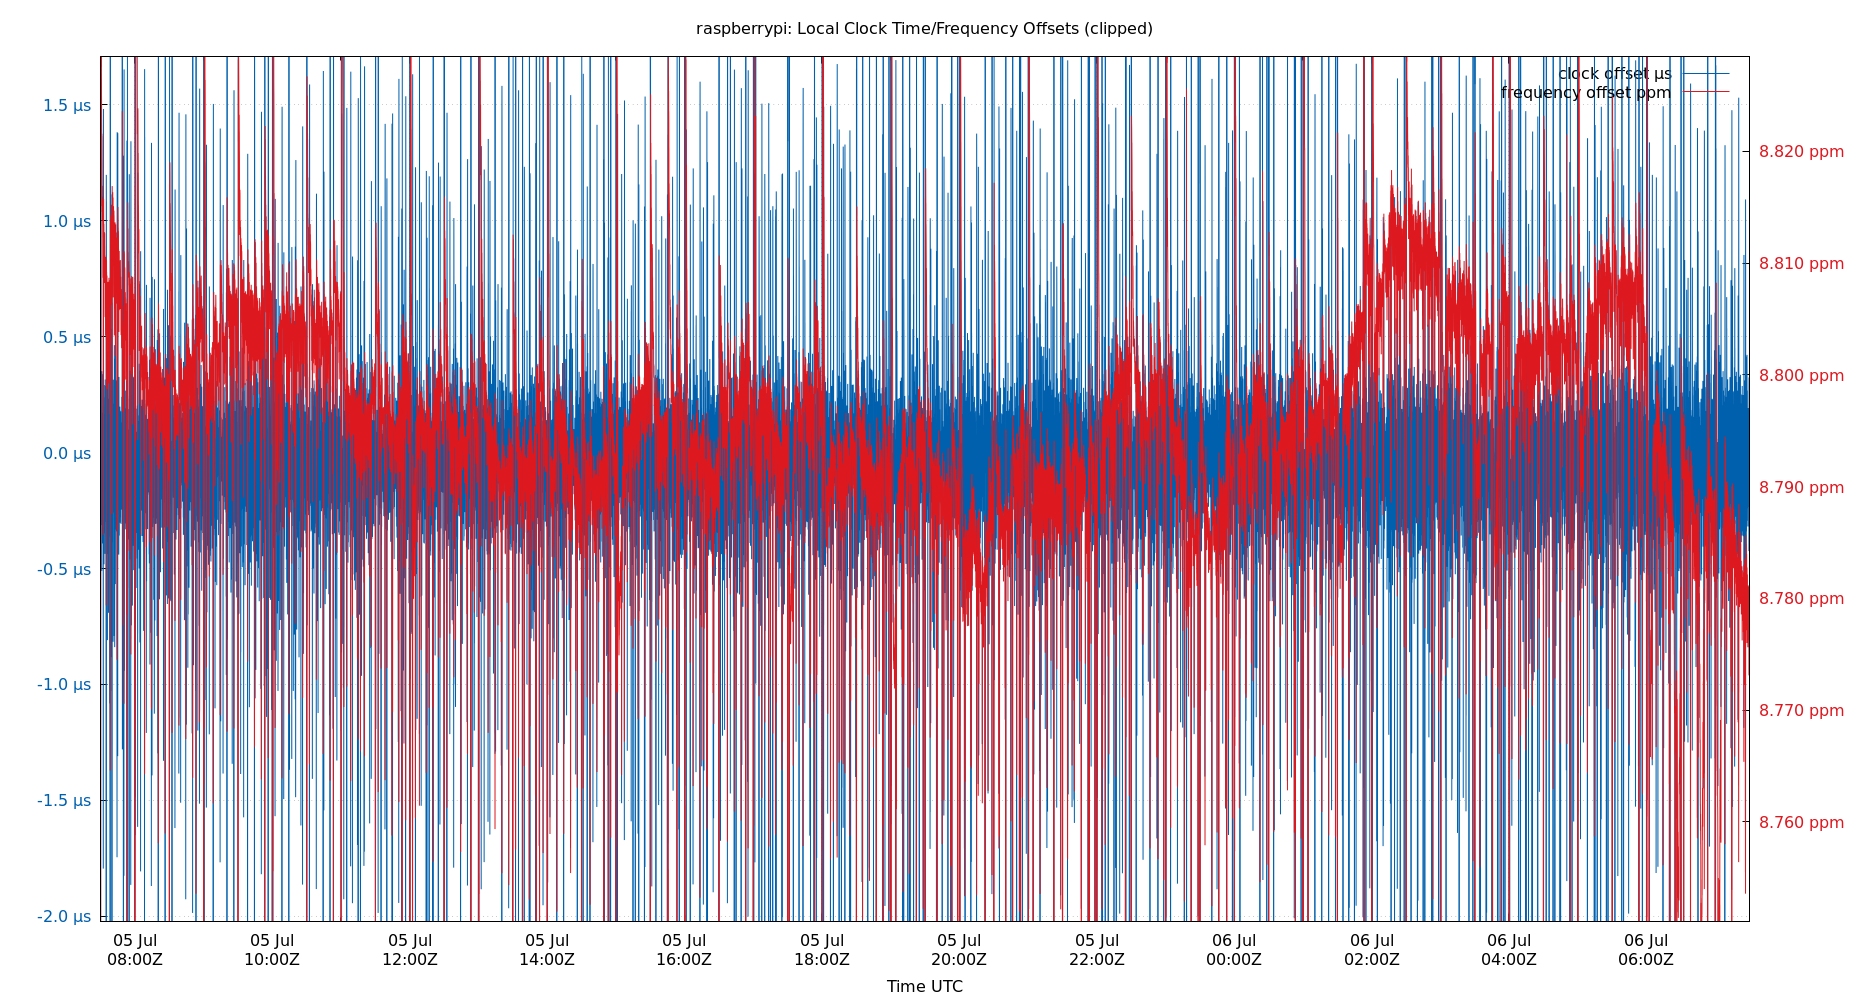 raspberrypi: Local Clock Time/Frequency Offsets (clipped)
clock offset µs
frequency offset ppm
1.5 µs
1.0 µs
0.5 µs
0.0 µs
-0.5 µs
-1.0 µs
-1.5 µs
-2.0 µs
8.820 ppm
8.810 ppm
8.800 ppm
8.790 ppm
8.780 ppm
8.770 ppm
8.760 ppm
05 Jul 05 Jul 05 Jul 05 Jul 05 Jul 05 Jul 05 Jul 05 Jul 06 Jul 06 Jul 06 Jul 06 Jul
08:00Z 10:00Z 12:00Z 14:00Z 16:00Z 18:00Z 20:00Z 22:00Z 00:00Z 02:00Z 04:00Z 06:00Z
Time UTC